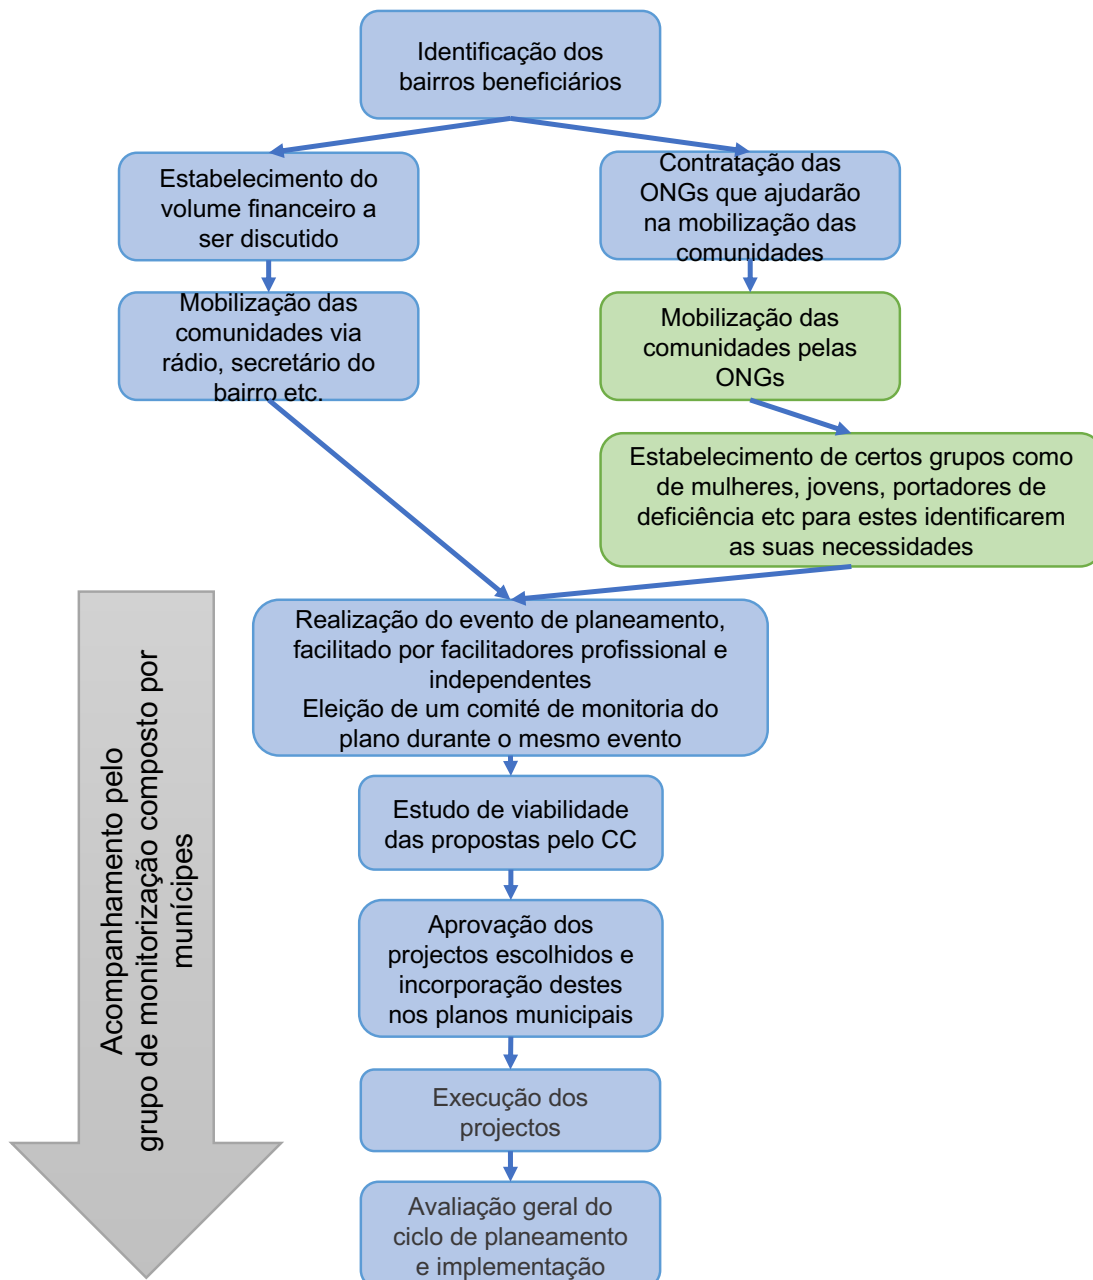 Identificação dos
bairros beneficiários
Estabelecimento do
volume financeiro a
ser discutido
Contratação das
ONGs que ajudarão
na mobilização das
comunidades
Mobilização das
comunidades via
rádio, secretário do
bairro etc.
Mobilização das
comunidades pelas
ONGs
Estabelecimento de certos grupos como
de mulheres, jovens, portadores de
deficiência etc para estes identificarem
as suas necessidades
Realização do evento de planeamento,
facilitado por facilitadores profissional e
independentes
Eleição de um comité de monitoria do
plano durante o mesmo evento
Estudo de viabilidade
das propostas pelo CC
Aprovação dos
projectos escolhidos e
incorporação destes
nos planos municipais
Execução dos
projectos
Avaliação geral do
ciclo de planeamento
e implementação
Acompanhamento pelo
grupo de monitorização composto por
munícipes